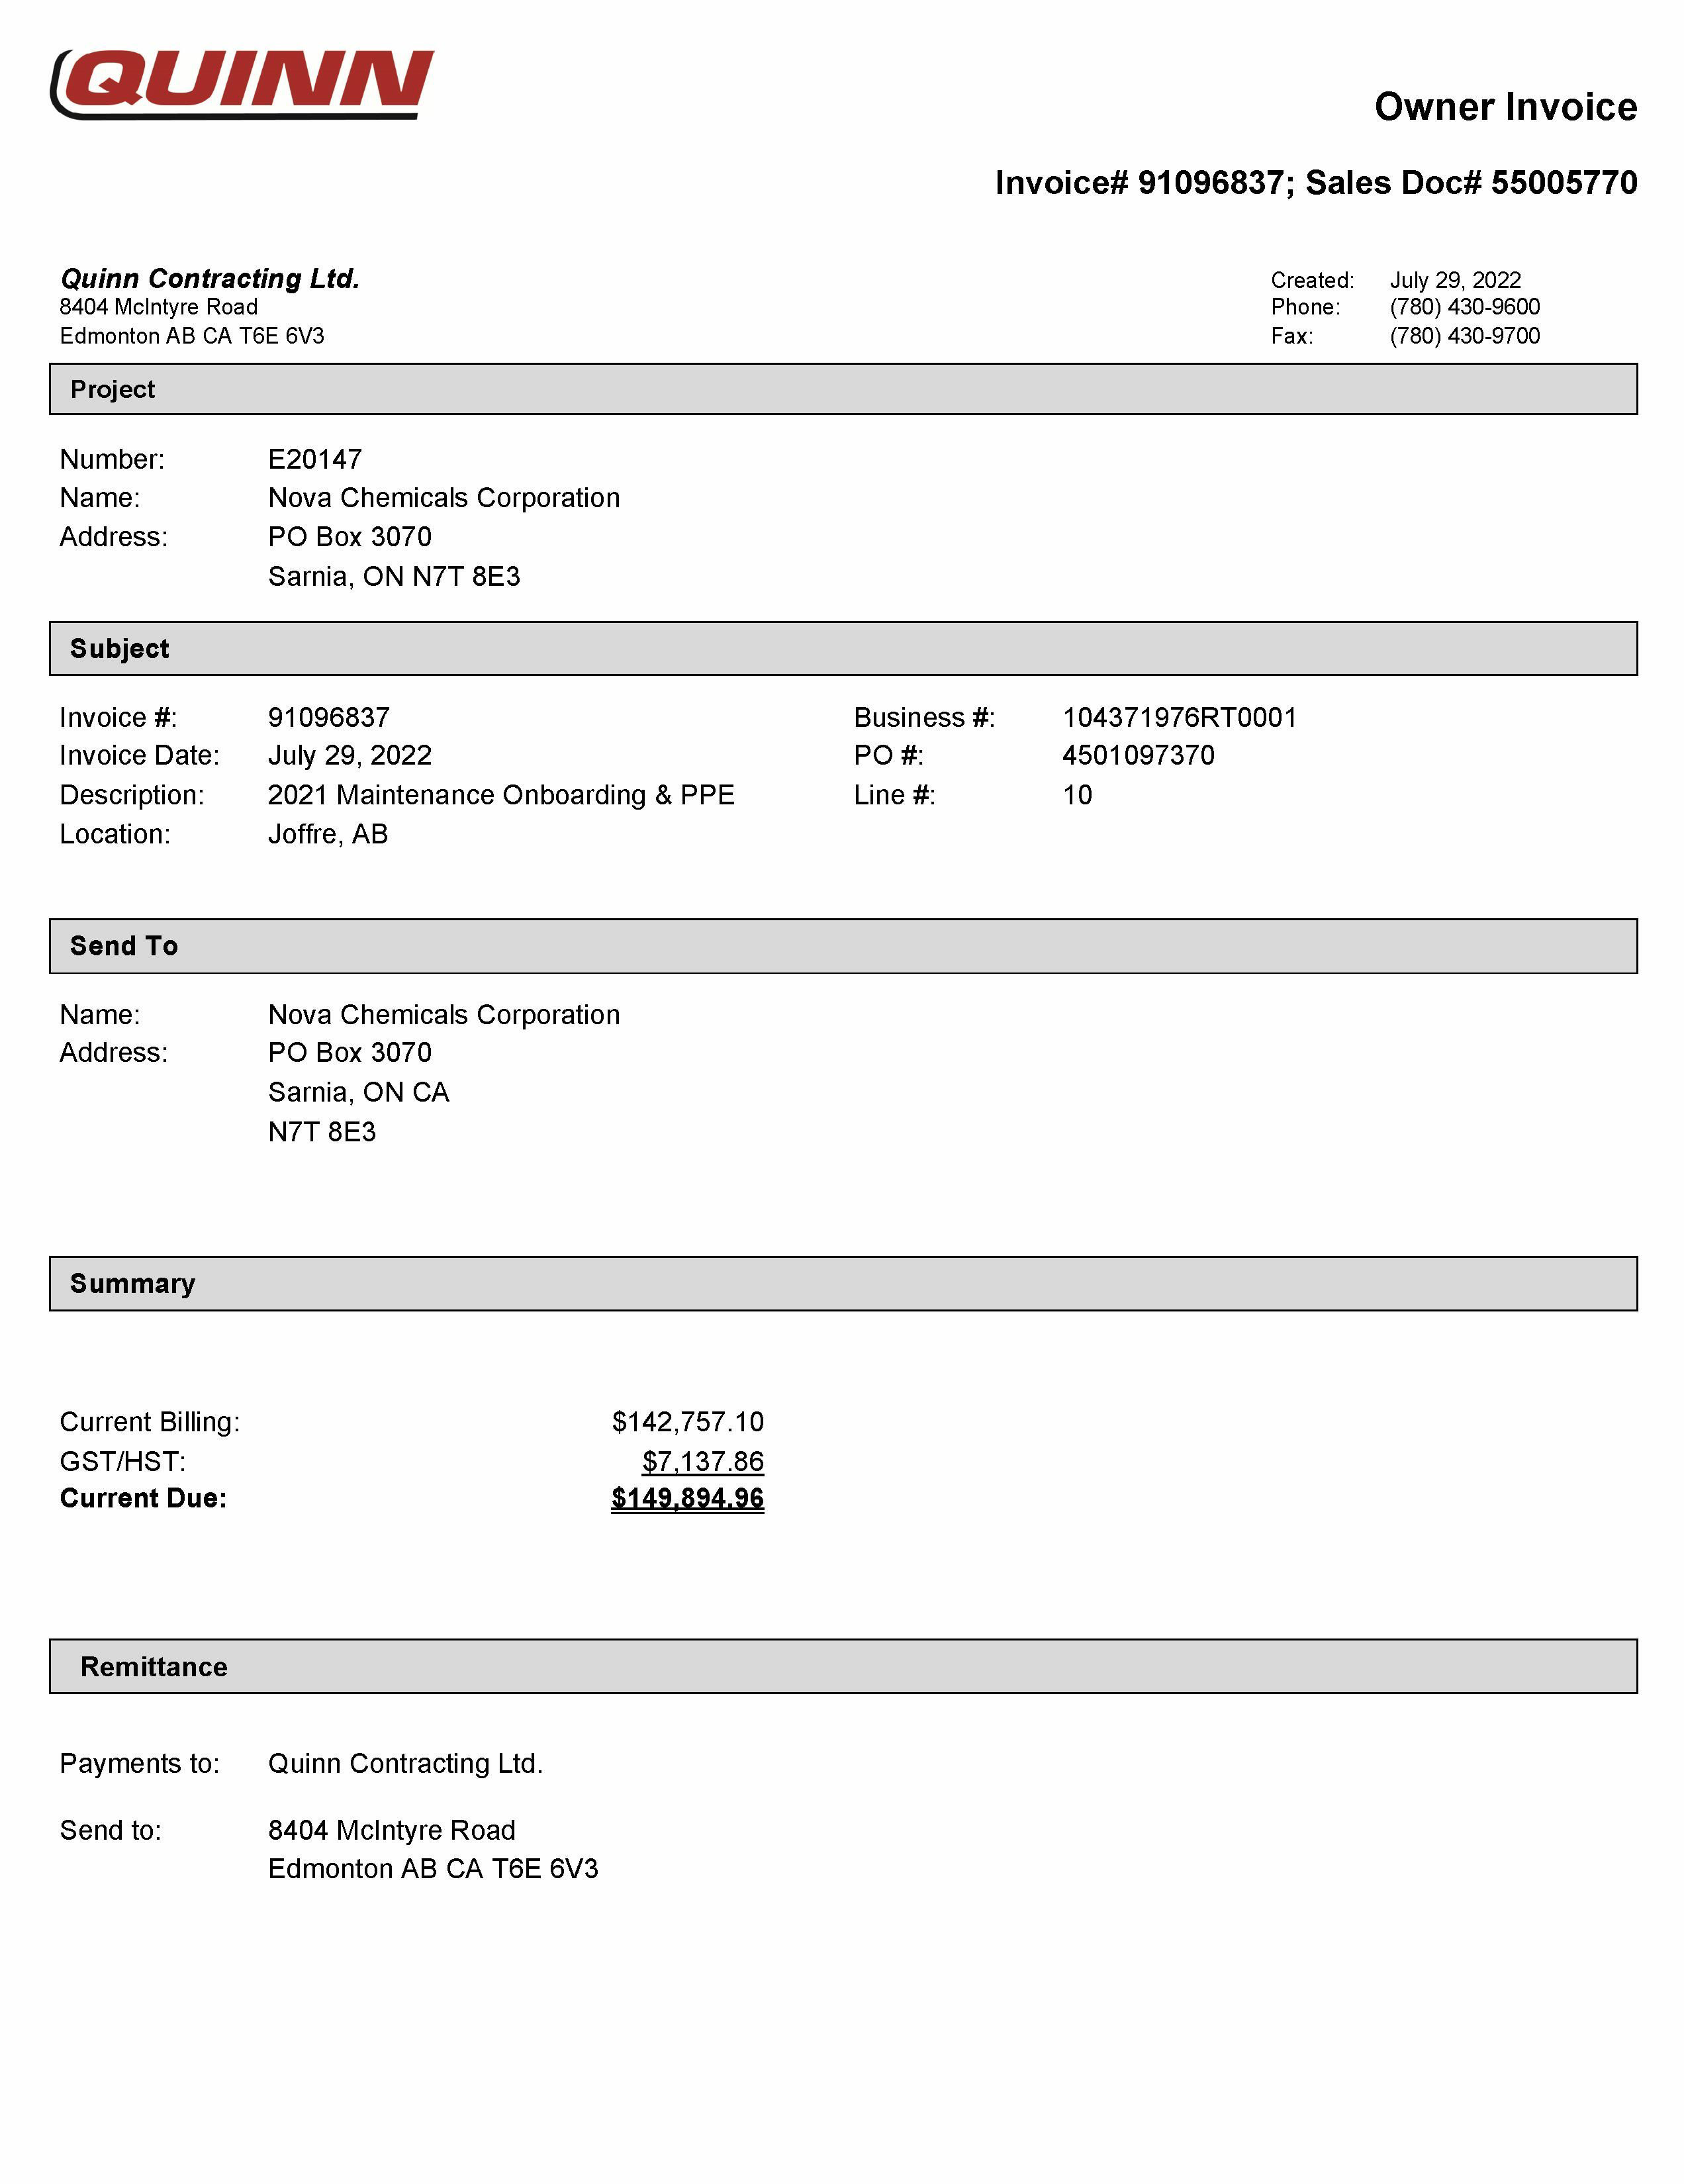 QUINN
Owner Invoice
Invoice# 91096837; Sales Doc# 55005770
Quinn Contracting Ltd.
8404 McIntyre Road
Edmonton AB CA T6E 6V3
Created: July 29, 2022
Phone: (780) 430-9600
Fax: (780) 430-9700
Project
Number: E20147
Name: Nova Chemicals Corporation
Address: PO Box 3070
Sarnia, ON N7T 8E3
Subject
Invoice #: 91096837 Business #: 104371976RT0001
Invoice Date: July 29, 2022 PO #: 4501097370
Description: 2021 Maintenance Onboarding & PPE Line #: 10
Location: Joffre, AB
Send To
Name: Nova Chemicals Corporation
Address: PO Box 3070
Sarnia, ON CA
N7T 8E3
Summary
Current Billing: $142,757.10
GST/HST: $7,137.86
Current Due: $149,894.96
Remittance
Payments to: Quinn Contracting Ltd.
Send to: 8404 McIntyre Road
Edmonton AB CA T6E 6V3